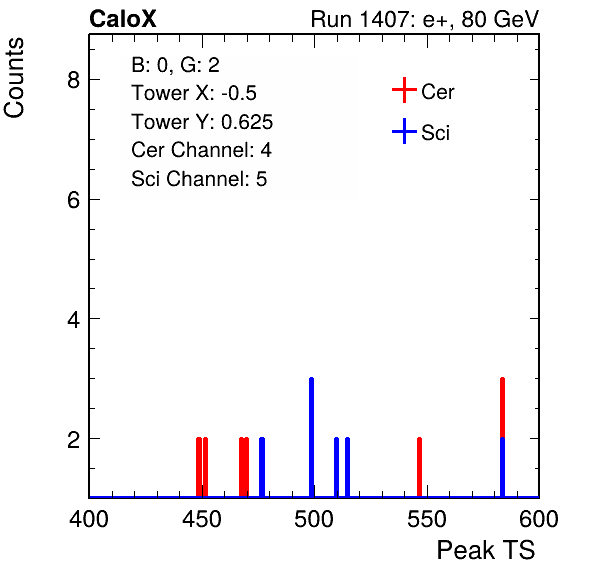 CaloX Run 1407: e+, 80 GeV
Counts
B: 0, G: 2
Tower X: -0.5
Tower Y: 0.625
Cer Channel: 4
Sci Channel: 5
Cer
Sci
8
6
4
2
400 450 500 550 600
Peak TS